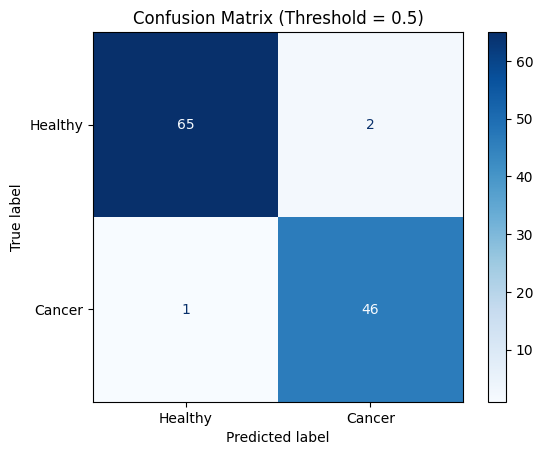 Confusion Matrix (Threshold = 0.5)
True label
Healthy
65
2
Cancer
1
46
Healthy
Cancer
Predicted label
60
50
40
30
20
10